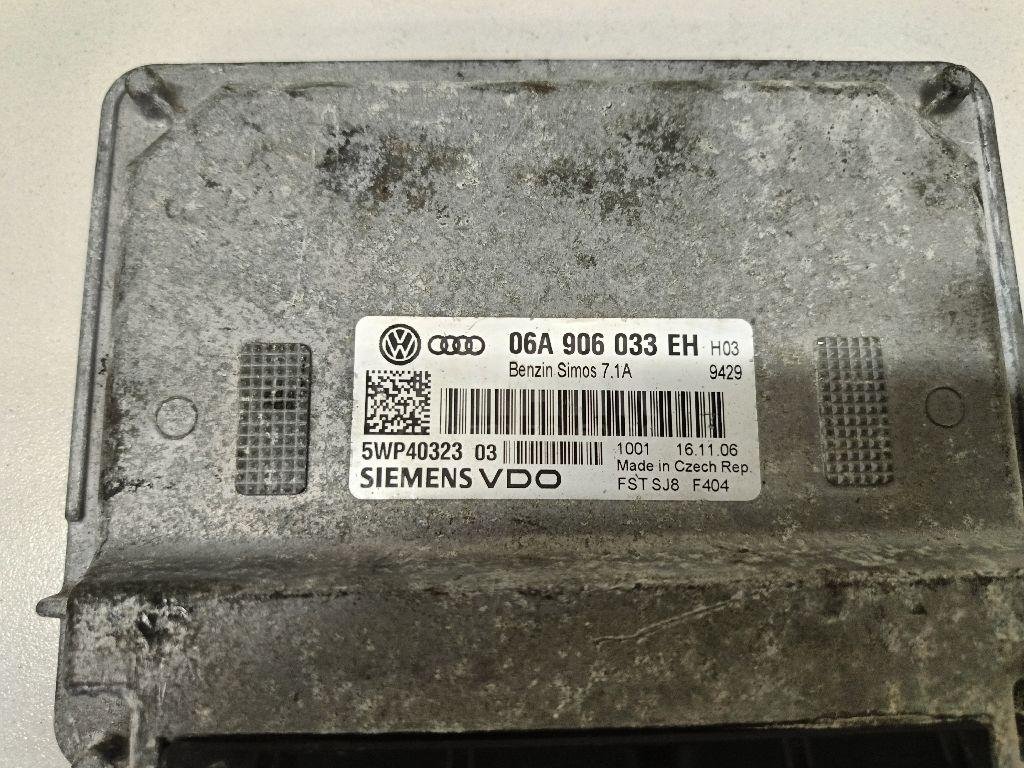 06A 906 033 EH H03
Benzin Simos 7.1A 9429
5WP40323 03 1001 16.11.06
SIEMENS VDO Made in Czech Rep.
FST SJ8 F404